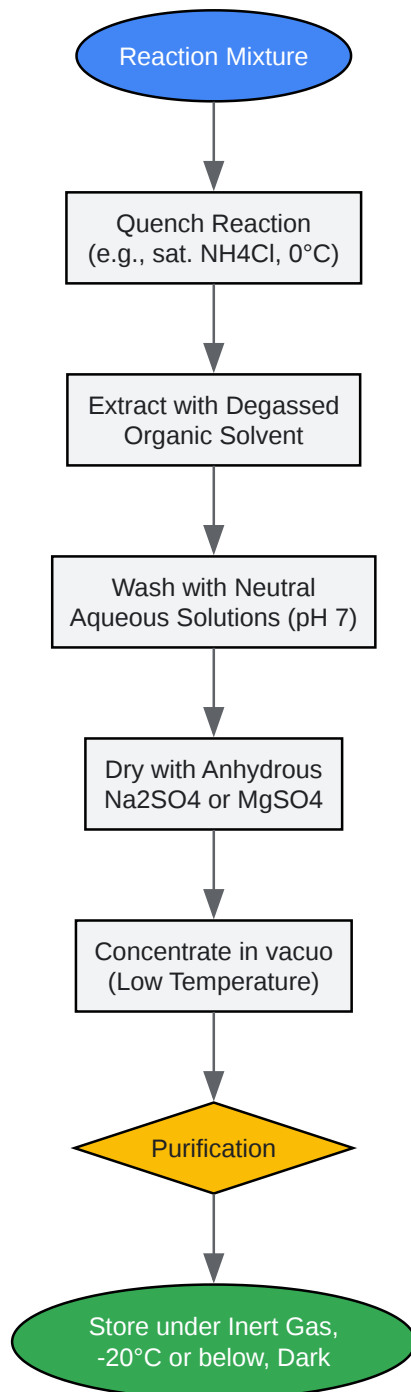 Reaction Mixture
Quench Reaction
(e.g., sat. NH4Cl, 0°C)
Extract with Degassed
Organic Solvent
Wash with Neutral
Aqueous Solutions (pH 7)
Dry with Anhydrous
Na2SO4 or MgSO4
Concentrate in vacuo
(Low Temperature)
Purification
Store under Inert Gas,
-20°C or below, Dark